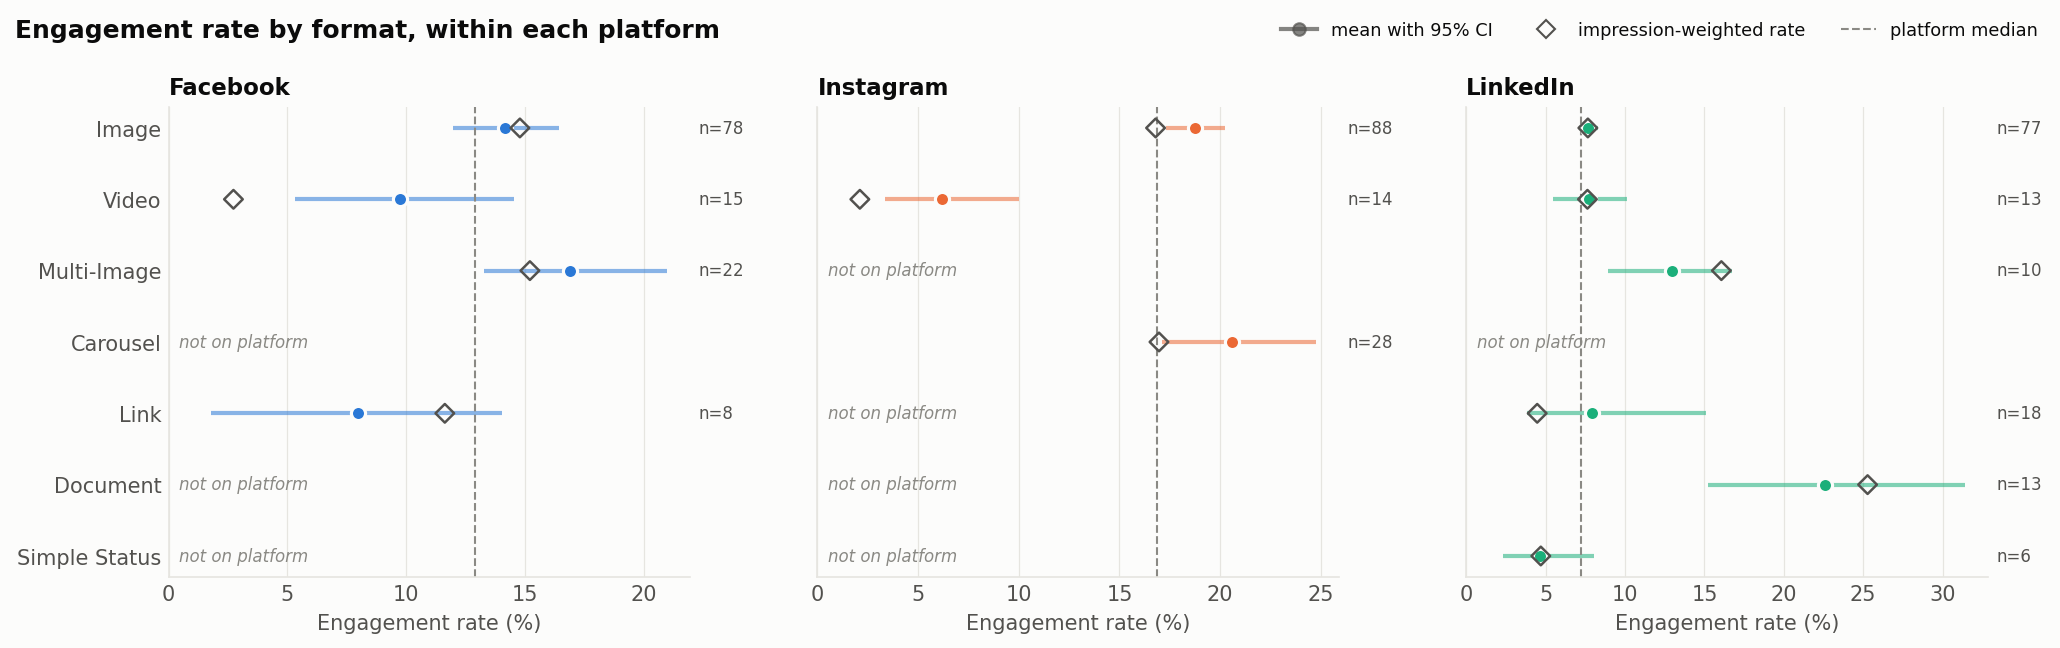 Engagement rate by format, within each platform
mean with 95% CI
impression-weighted rate
platform median
Facebook
Image
n=78
Video
n=15
Multi-Image
n=22
Carousel
not on platform
Link
n=8
Document
not on platform
Simple Status
not on platform
0 5 10 15 20
Engagement rate (%)
Instagram
n=88
n=14
not on platform
n=28
not on platform
not on platform
not on platform
0 5 10 15 20 25
Engagement rate (%)
LinkedIn
n=77
n=13
n=10
not on platform
n=18
n=13
n=6
0 5 10 15 20 25 30
Engagement rate (%)